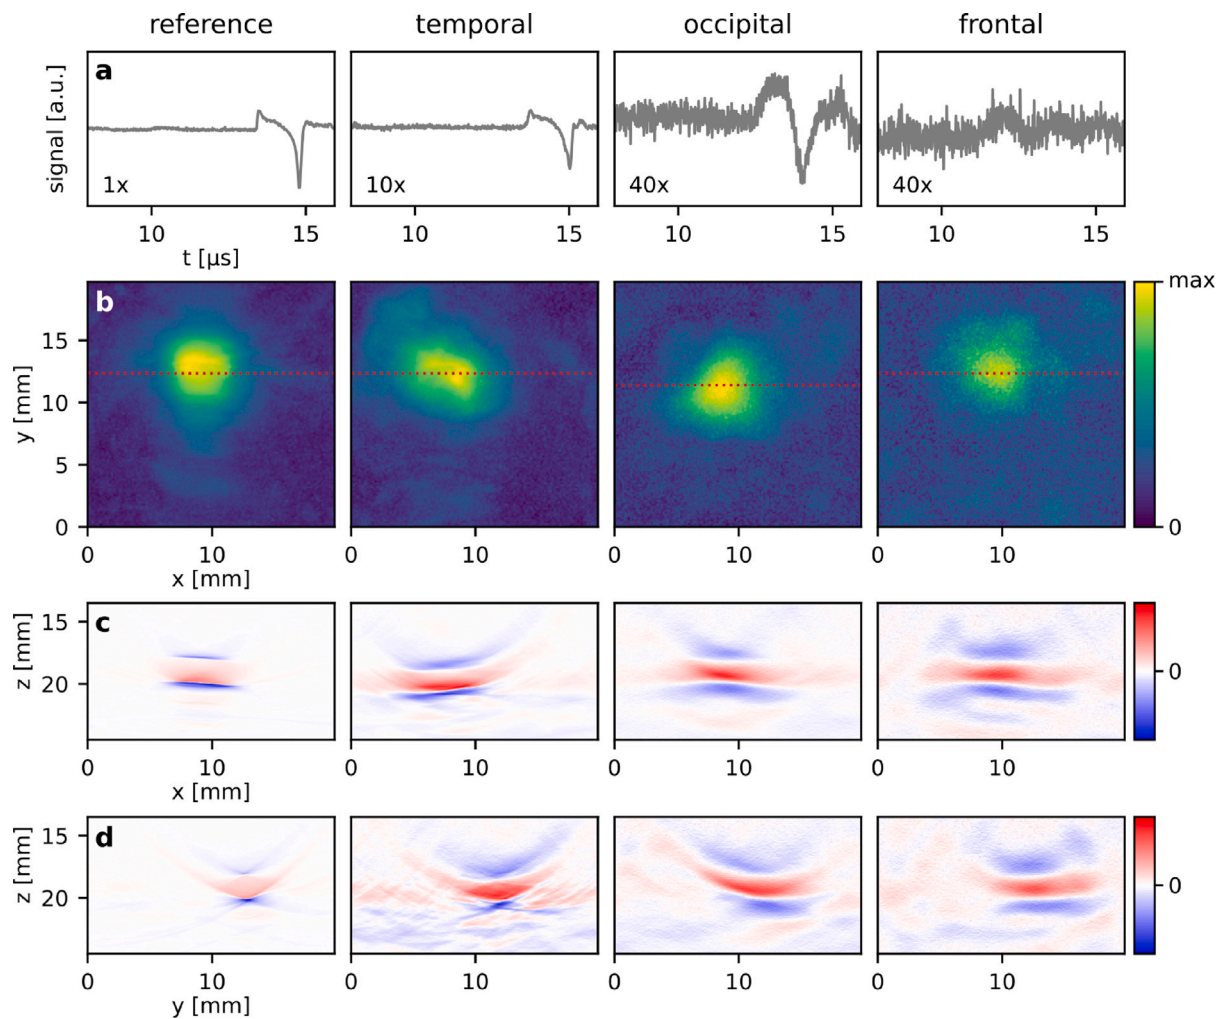 reference temporal occipital frontal
a
signal [a.u.]
1x 10x 40x 40x
10 15 10 15 10 15 10 15
t [µs]
b
max
0
y [mm]
15
10
5
0
0 10 0 10 0 10 0 10
x [mm]
c
z [mm]
15
20
0
0 10 0 10 0 10 0 10
x [mm]
d
z [mm]
15
20
0
0 10 0 10 0 10 0 10
y [mm]